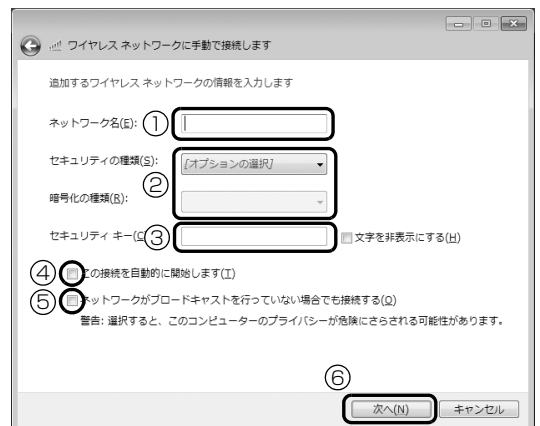 ワイヤレス ネットワークに手動で接続します
追加するワイヤレス ネットワークの情報を入力します
ネットワーク名(E): ①
セキュリティの種類(S): [オプションの選択]
②
暗号化の種類(R):
セキュリティ キー(C ③ 文字を非表示にする(H)
④ この接続を自動的に開始します(T)
⑤ ネットワークがブロードキャストを行っていない場合でも接続する(O)
警告: 選択すると、このコンピューターのプライバシーが危険にさらされる可能性があります。
⑥
次へ(N) キャンセル